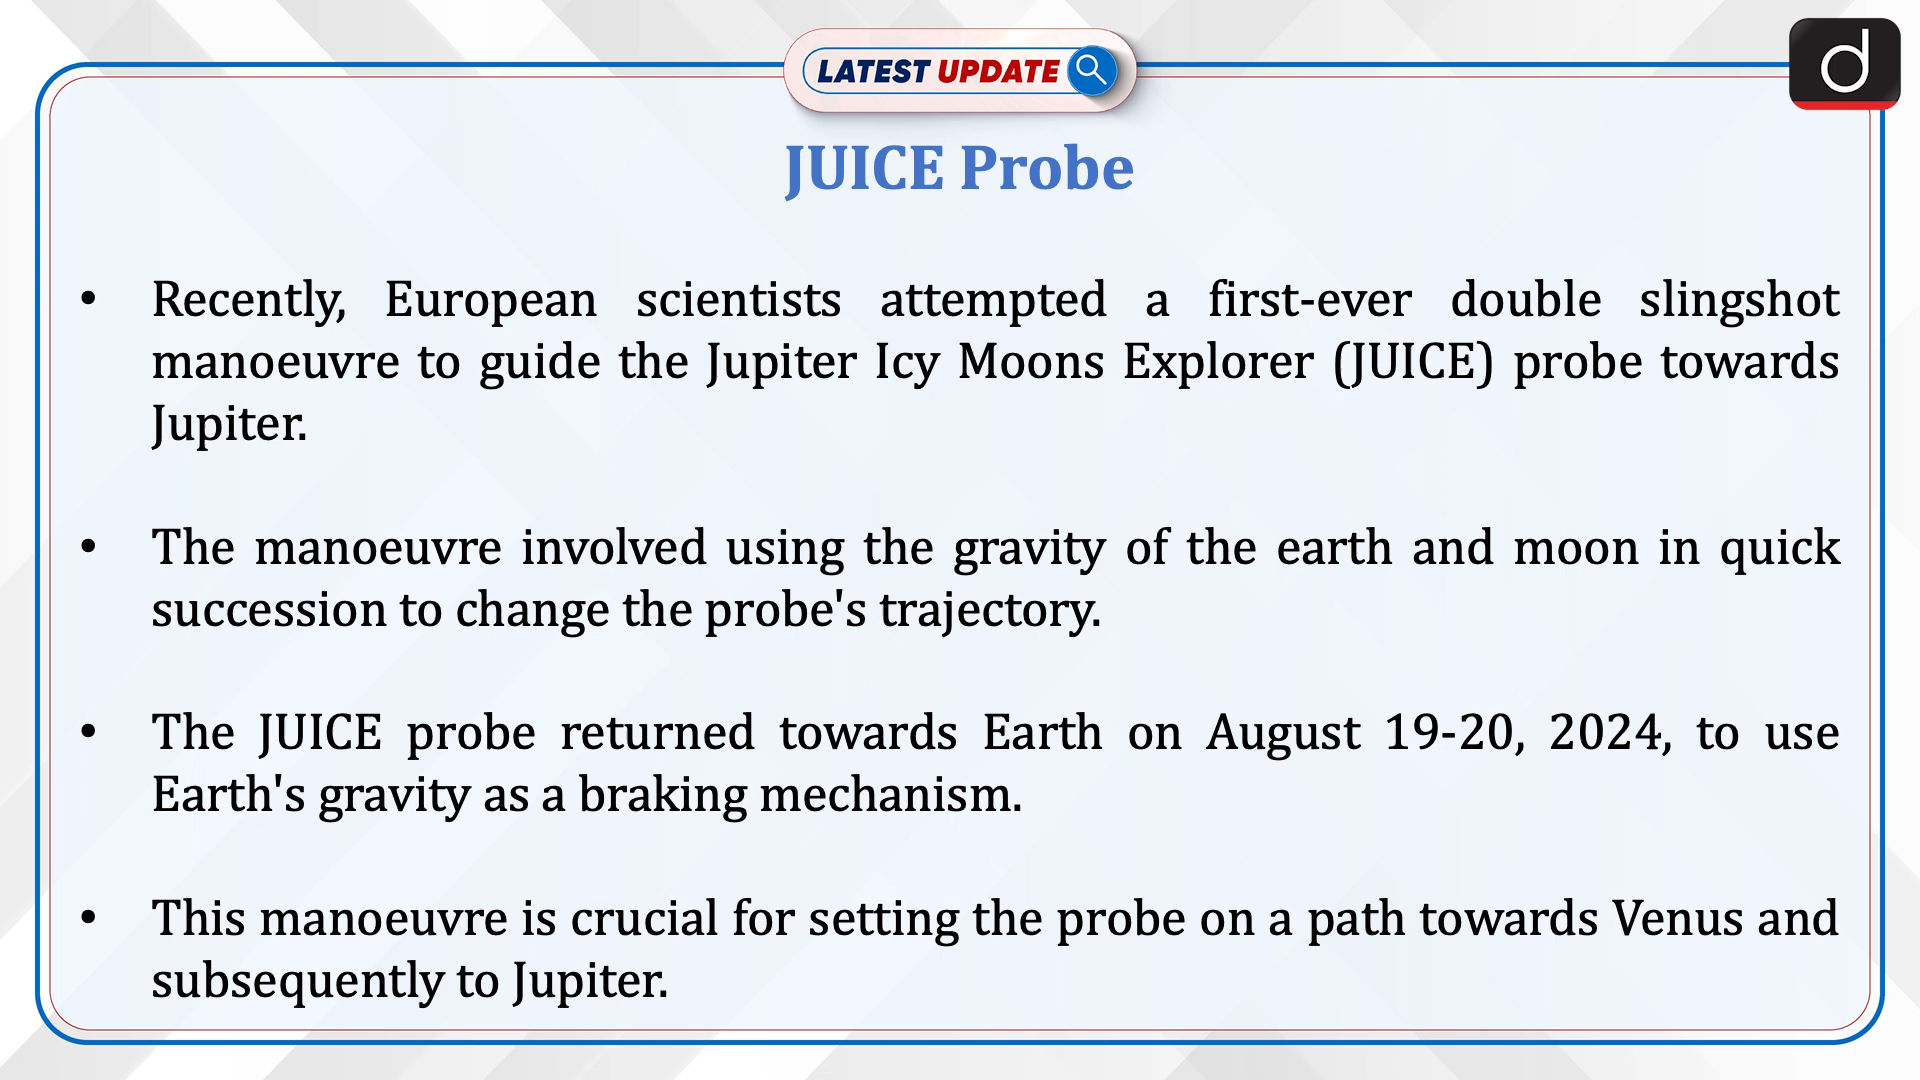 LATEST UPDATE
d
JUICE Probe
• Recently, European scientists attempted a first-ever double slingshot
manoeuvre to guide the Jupiter Icy Moons Explorer (JUICE) probe towards
Jupiter.
• The manoeuvre involved using the gravity of the earth and moon in quick
succession to change the probe's trajectory.
• The JUICE probe returned towards Earth on August 19-20, 2024, to use
Earth's gravity as a braking mechanism.
• This manoeuvre is crucial for setting the probe on a path towards Venus and
subsequently to Jupiter.